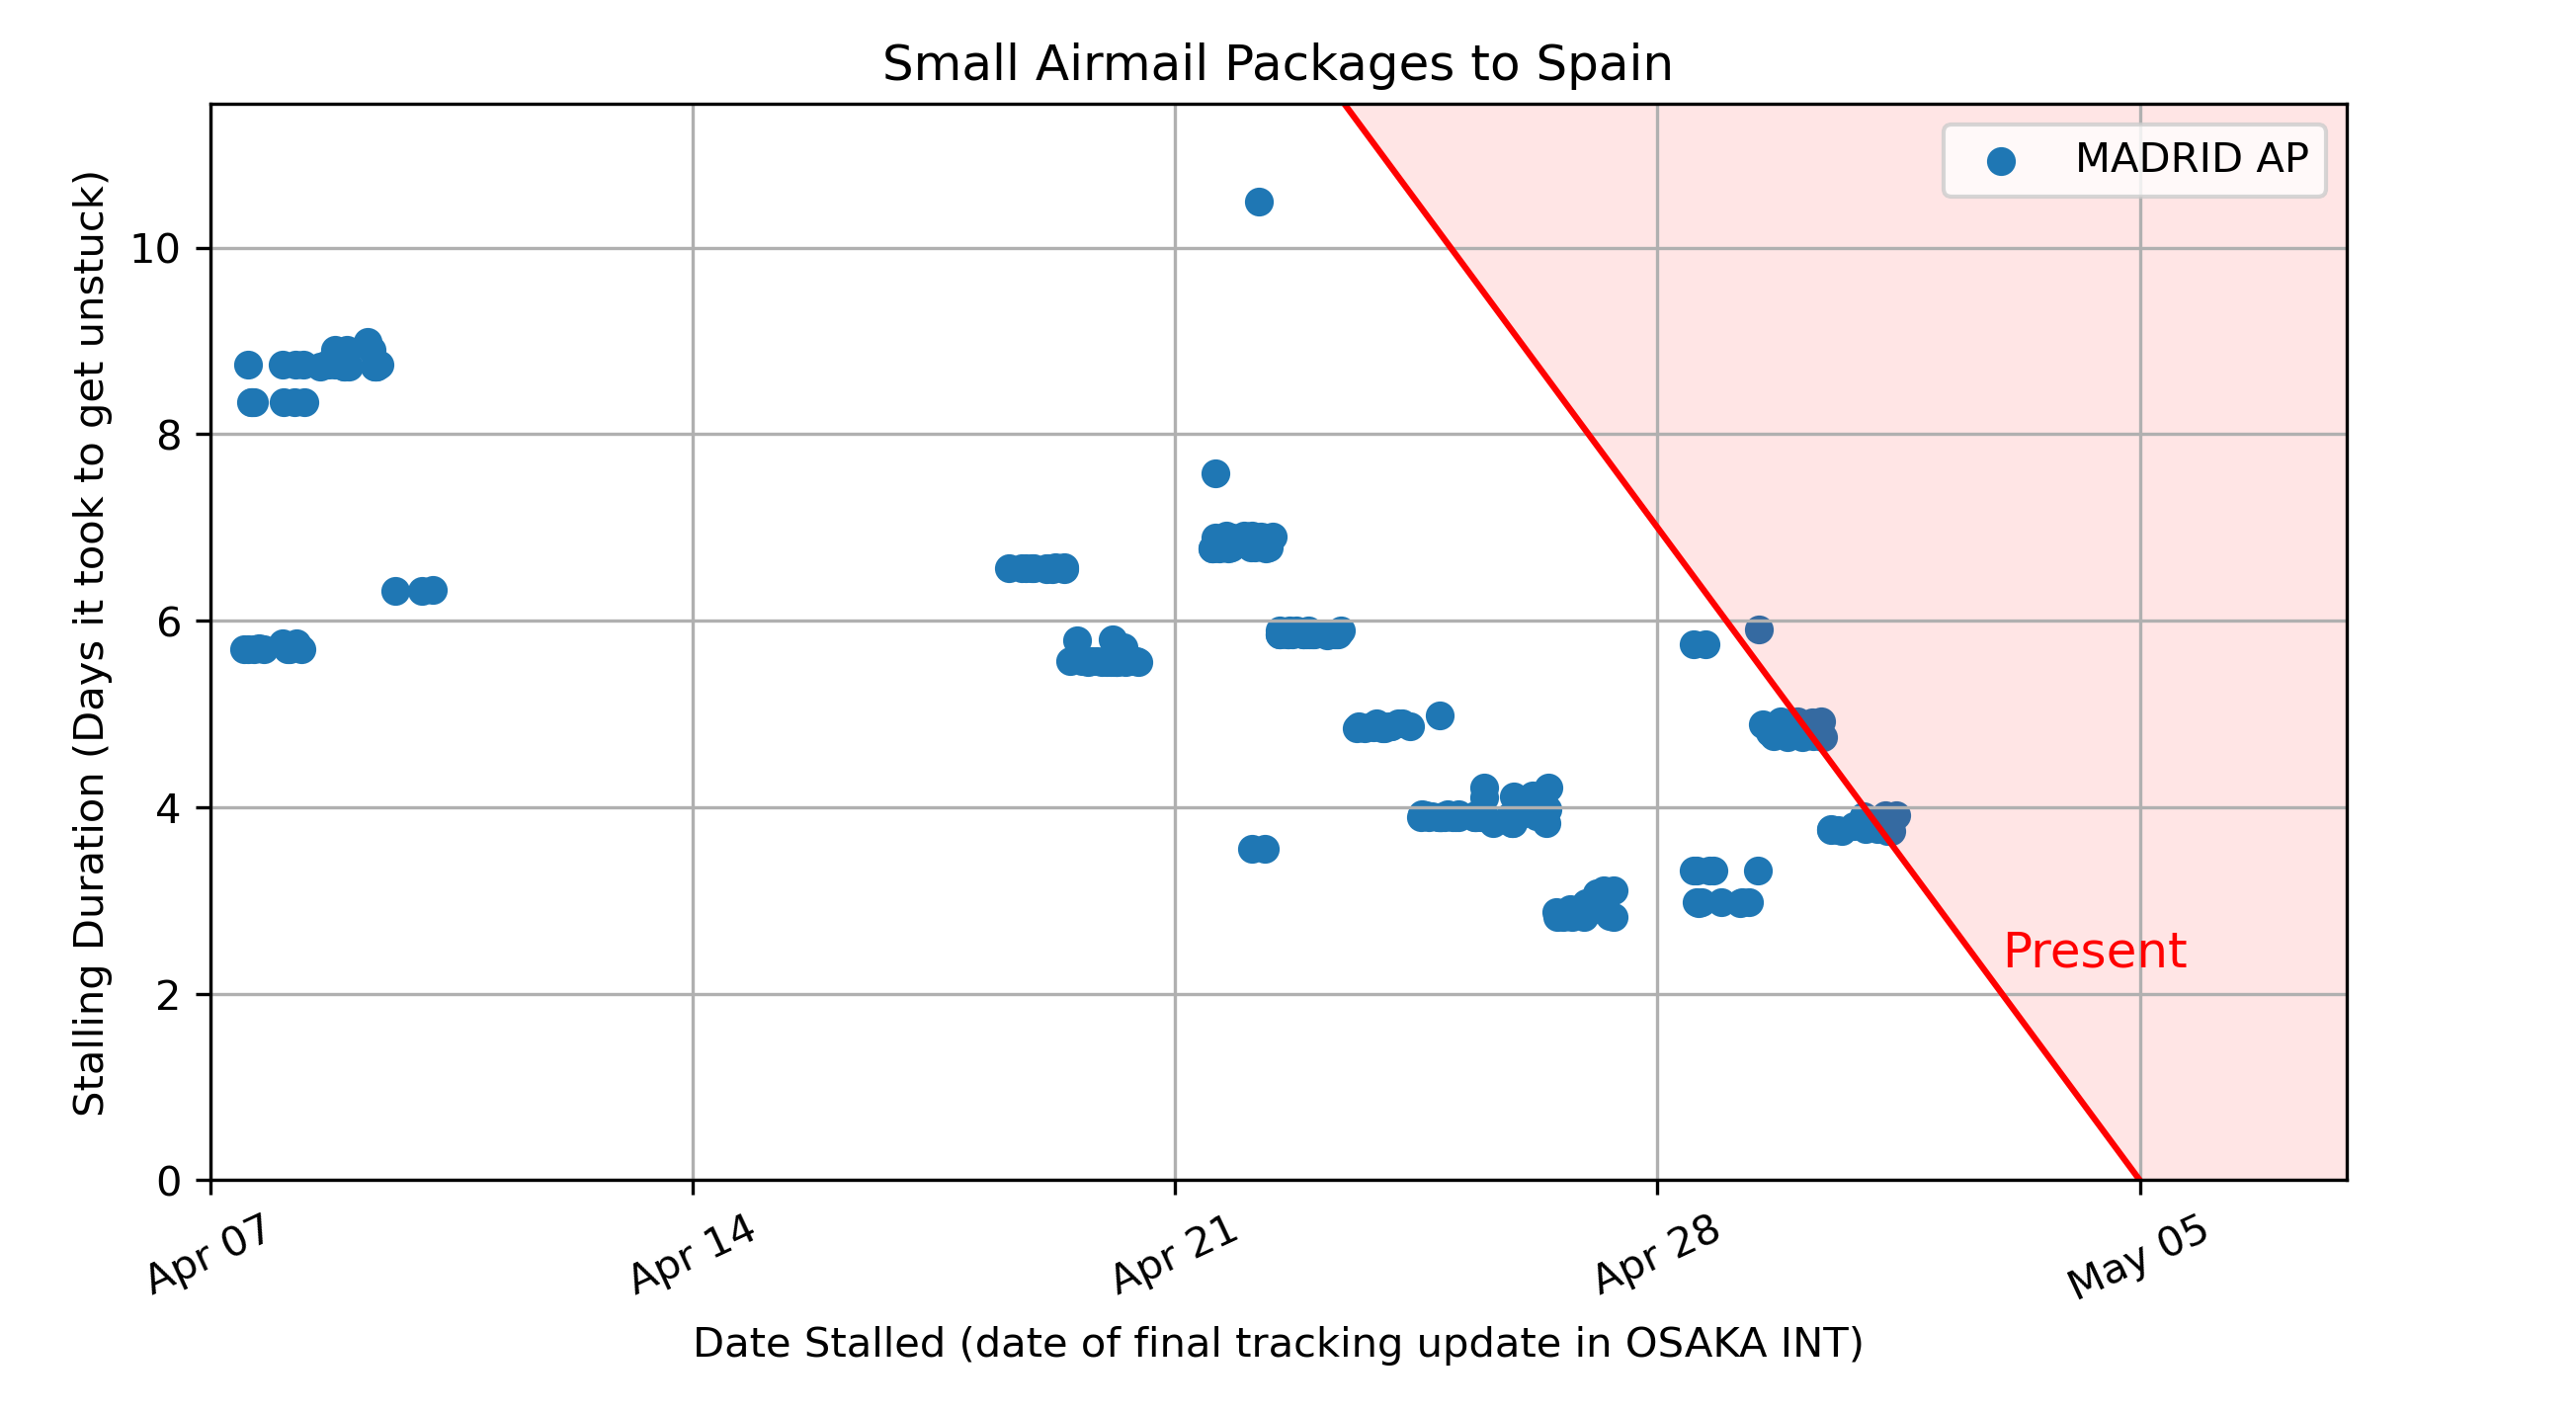 Small Airmail Packages to Spain
MADRID AP
Stalling Duration (Days it took to get unstuck)
10
8
6
4
2
0
Present
Apr 07
Apr 14
Apr 21
Apr 28
May 05
Date Stalled (date of final tracking update in OSAKA INT)